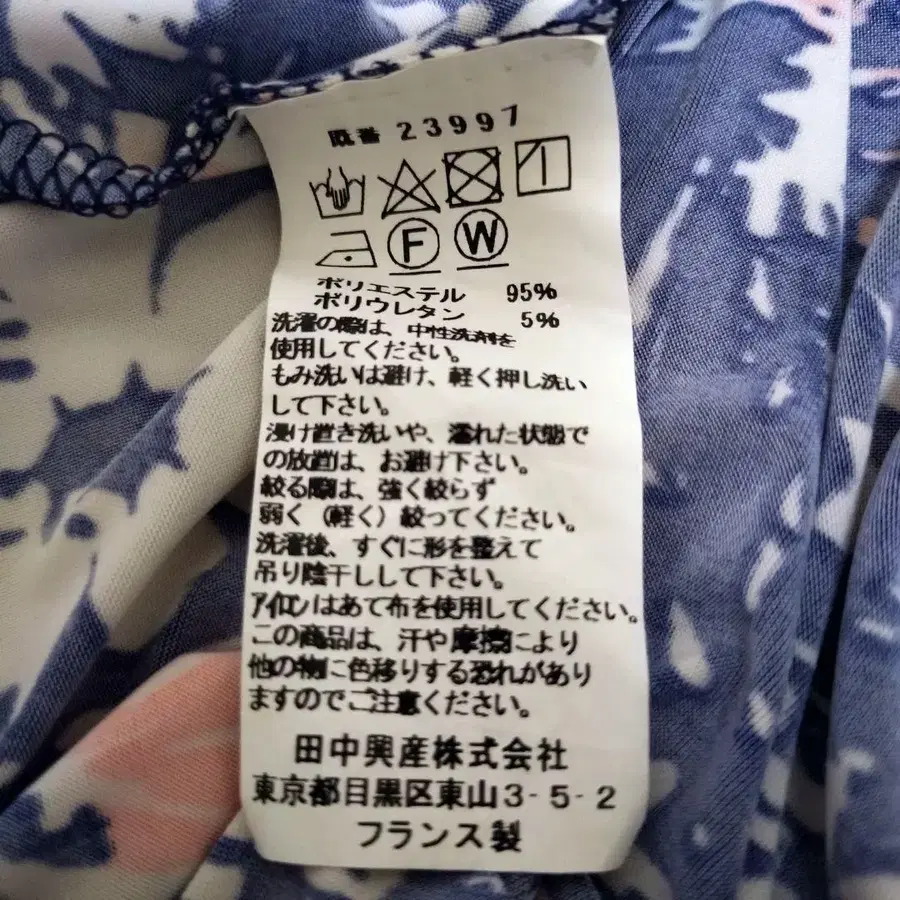 既番 23997
F W
ポリエステル 95%
ポリウレタン 5%
洗濯の際は、中性洗剤を
使用してください。
もみ洗いは避け、軽く押し洗い
して下さい。
浸け置き洗いや、濡れた状態で
の放置は、お避け下さい。
絞る際は、強く絞らず
弱く（軽く）絞ってください。
洗濯後、すぐに形を整えて
吊り陰干しして下さい。
アイロンはあて布を使用してください。
この商品は、汗や摩擦により
他の物に色移りする恐れがあり
ますのでご注意ください。
田中興産株式会社
東京都目黒区東山3-5-2
フランス製